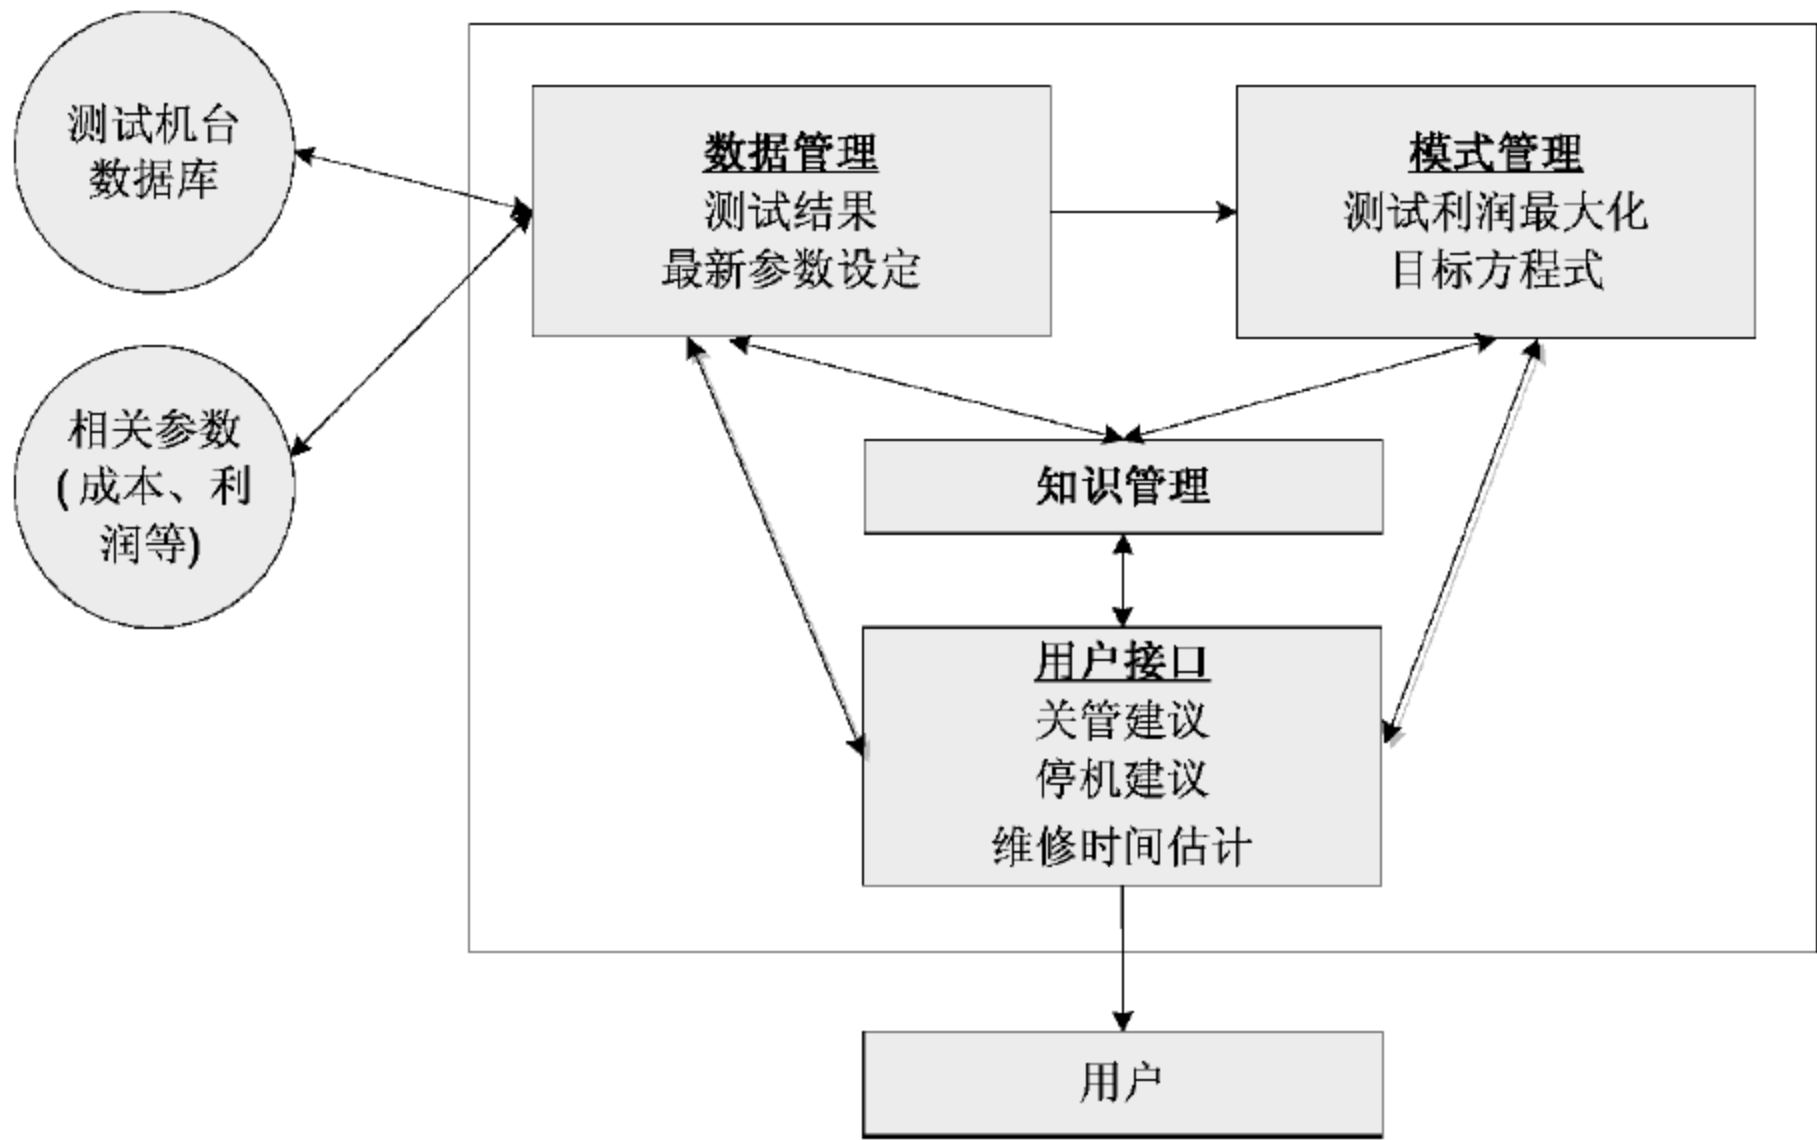 测试机台
数据库
相关参数
(成本、利
润等)
数据管理
测试结果
最新参数设定
模式管理
测试利润最大化
目标方程式
知识管理
用户接口
关管建议
停机建议
维修时间估计
用户